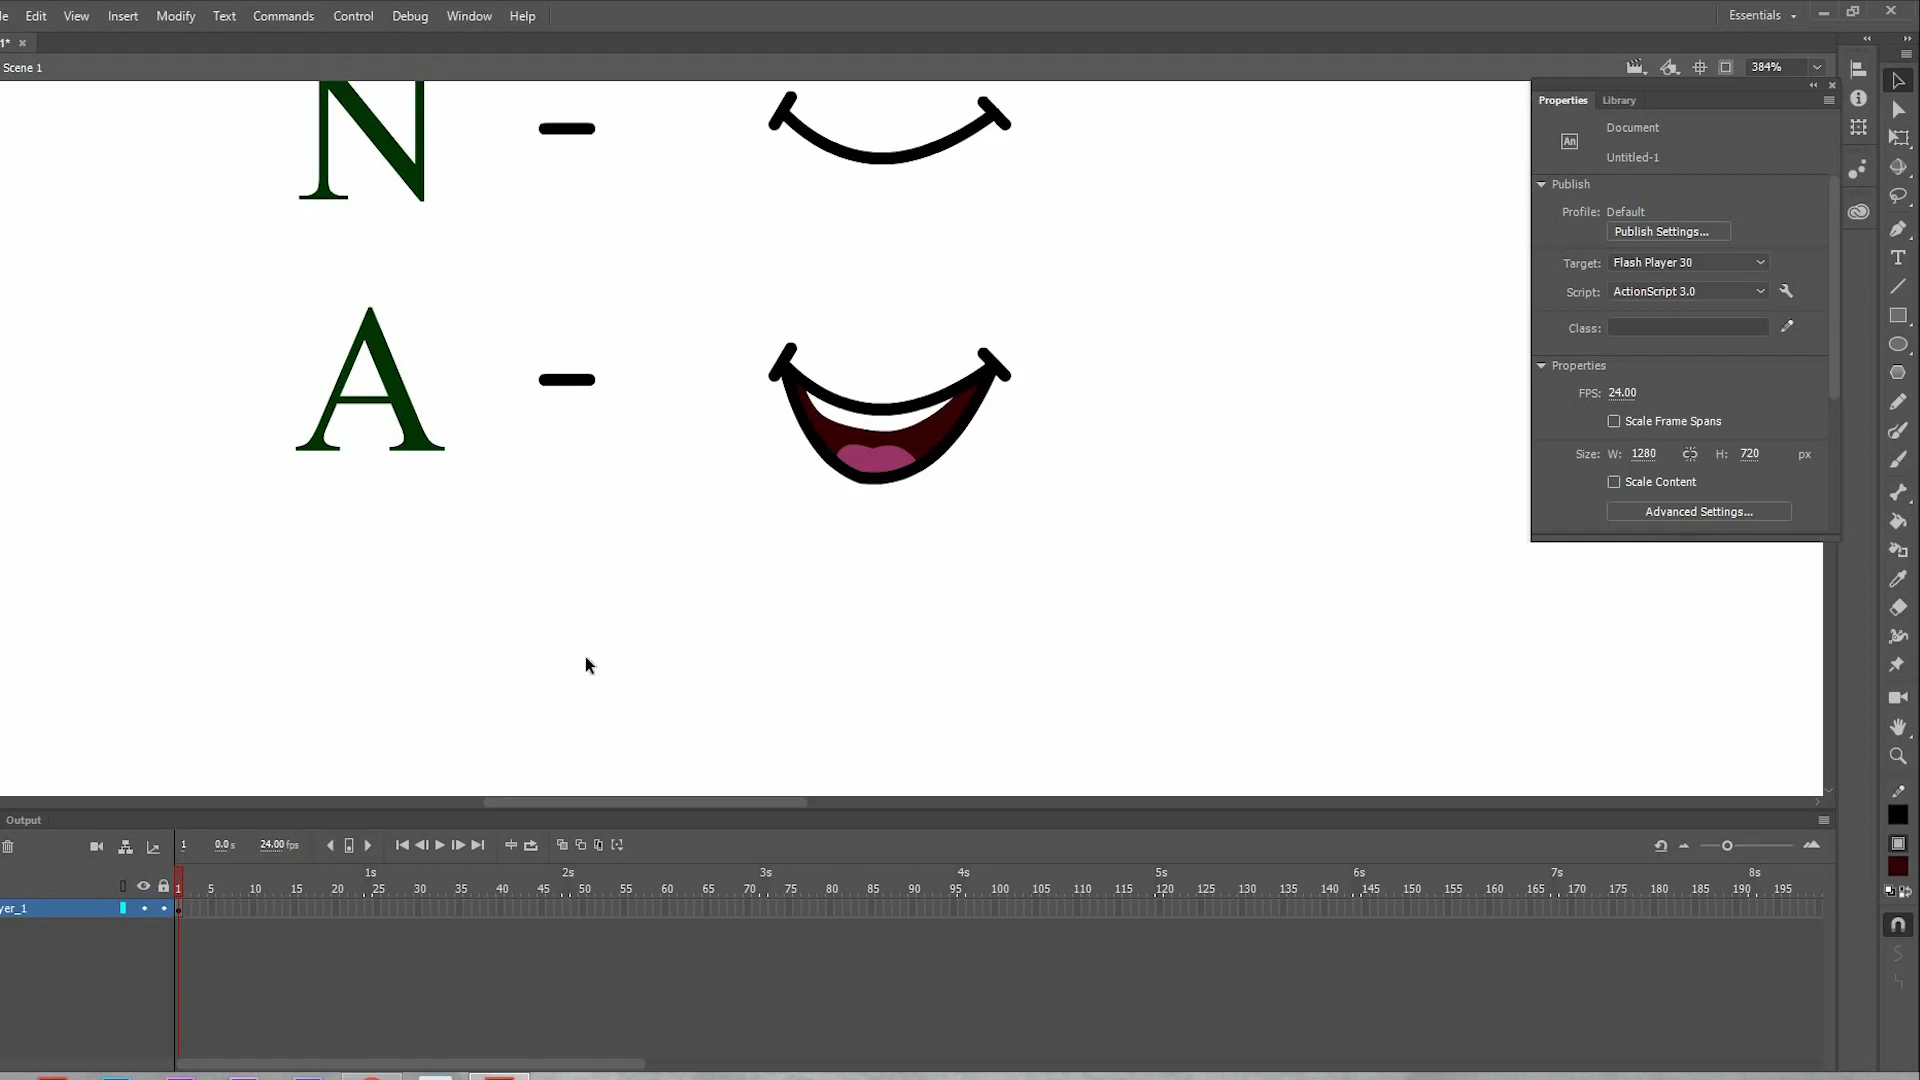 Edit View Insert Modify Text Commands Control Debug Window Help Essentials
1*
Scene 1 384%
Properties Library
An Document
Untitled-1
Publish
Profile: Default
Publish Settings...
Target: Flash Player 30
Script: ActionScript 3.0
Class:
Properties
FPS: 24.00
Scale Frame Spans
Size: W: 1280 H: 720 px
Scale Content
Advanced Settings...
N -
A -
Output
1 0.0 s 24.00 fps
1s 2s 3s 4s 5s 6s 7s 8s
1 5 10 15 20 25 30 35 40 45 50 55 60 65 70 75 80 85 90 95 100 105 110 115 120 125 130 135 140 145 150 155 160 165 170 175 180 185 190 195
yer_1